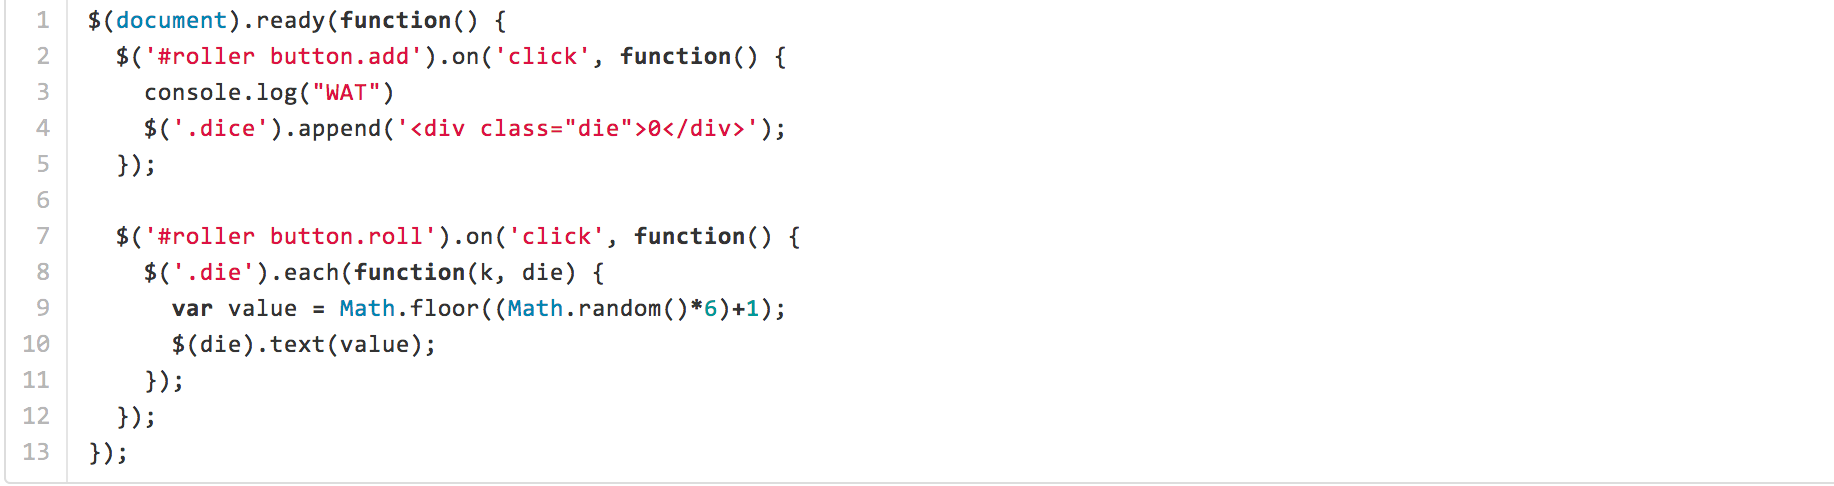 1 $(document).ready(function() {
2   $('#roller button.add').on('click', function() {
3     console.log("WAT")
4     $('.dice').append('<div class="die">0</div>');
5   });
6
7   $('#roller button.roll').on('click', function() {
8     $('.die').each(function(k, die) {
9       var value = Math.floor((Math.random()*6)+1);
10       $(die).text(value);
11     });
12   });
13 });